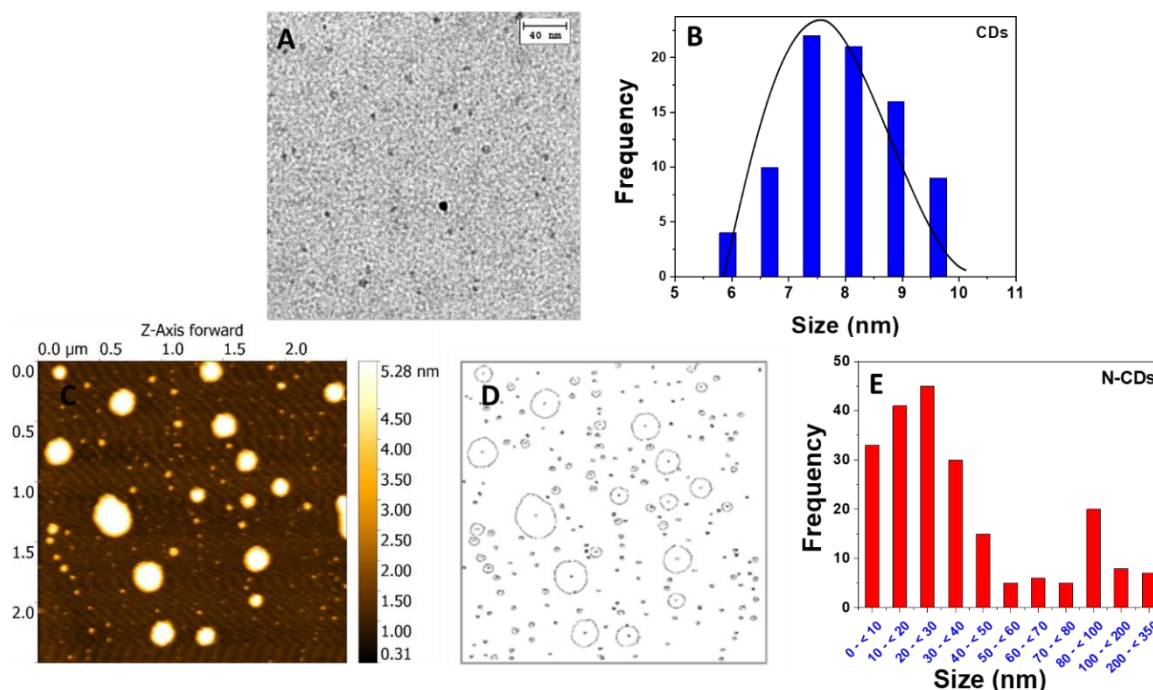 A
40 nm
B
CDs
Frequency
20
15
10
5
0
5 6 7 8 9 10 11
Size (nm)
Z-Axis forward
0.0 µm 0.5 1.0 1.5 2.0
0.0
0.5
1.0
1.5
2.0
C
5.28 nm
4.50
4.00
3.50
3.00
2.50
2.00
1.50
1.00
0.31
D
E
N-CDs
Frequency
50
40
30
20
10
0
0 - < 10
10 - < 20
20 - < 30
30 - < 40
40 - < 50
50 - < 60
60 - < 70
70 - < 80
80 - < 100
100 - < 200
200 - < 350
Size (nm)